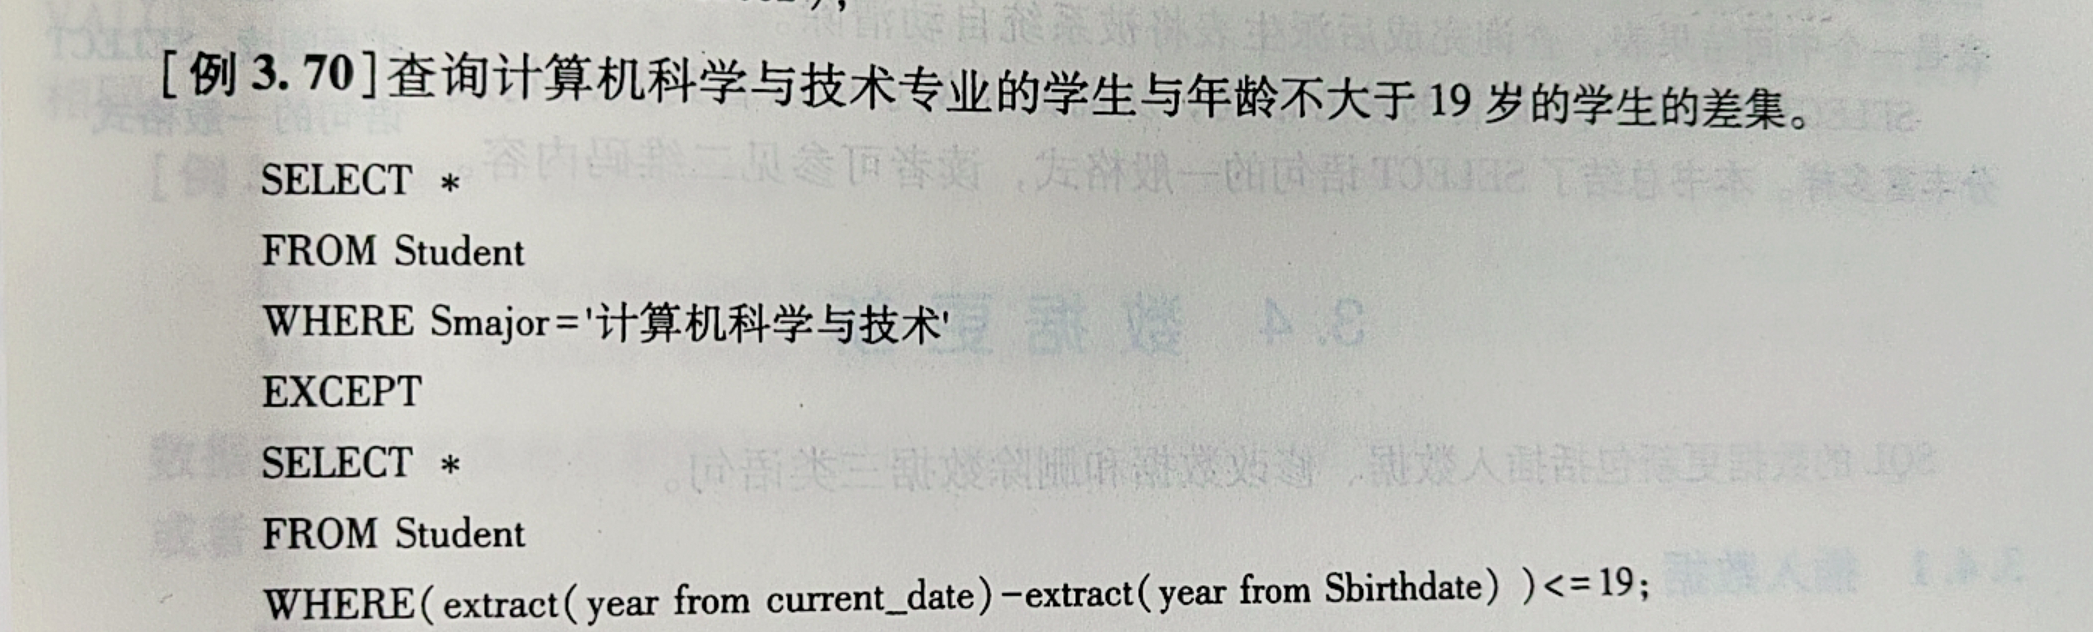 [例 3.70]查询计算机科学与技术专业的学生与年龄不大于 19 岁的学生的差集。
SELECT *
FROM Student
WHERE Smajor='计算机科学与技术'
EXCEPT
SELECT *
FROM Student
WHERE(extract(year from current_date)-extract(year from Sbirthdate))<=19;